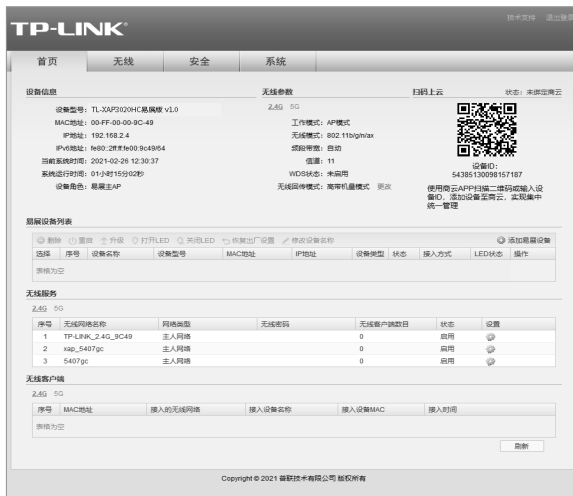 技术支持 退出登录
TP-LINK®
首页 无线 安全 系统
设备信息
设备型号: TL-XAP3020HC易展版 v1.0
MAC地址: 00-FF-00-00-9C-49
IP地址: 192.168.2.4
IPv6地址: fe80::2ff:ff:fe00:9c49/64
当前系统时间: 2021-02-26 12:30:37
系统运行时间: 01小时15分02秒
设备角色: 易展主AP
无线参数
2.4G 5G
工作模式: AP模式
无线模式: 802.11b/g/n/ax
频段带宽: 自动
信道: 11
WDS状态: 未启用
无线回传模式: 高带机量模式 更改
扫码上云 状态: 未绑定商云
设备ID:
54385130098157187
使用商云APP扫描二维码或输入设
备ID，添加设备至商云，实现集中
统一管理
易展设备列表
删除 重启 升级 打开LED 关闭LED 恢复出厂设置 修改设备名称 添加易展设备
选择 序号 设备名称 设备型号 MAC地址 IP地址 设备类型 状态 接入方式 LED状态 操作
表格为空
无线服务
2.4G 5G
序号 无线网络名称 网络类型 无线密码 无线客户端数目 状态 设置
1 TP-LINK_2.4G_9C49 主人网络 0 启用
2 xap_5407gc 主人网络 0 启用
3 5407gc 主人网络 0 启用
无线客户端
2.4G 5G
序号 MAC地址 接入的无线网络 接入设备名称 接入设备MAC 接入时间
表格为空
刷新
Copyright © 2021 普联技术有限公司 版权所有